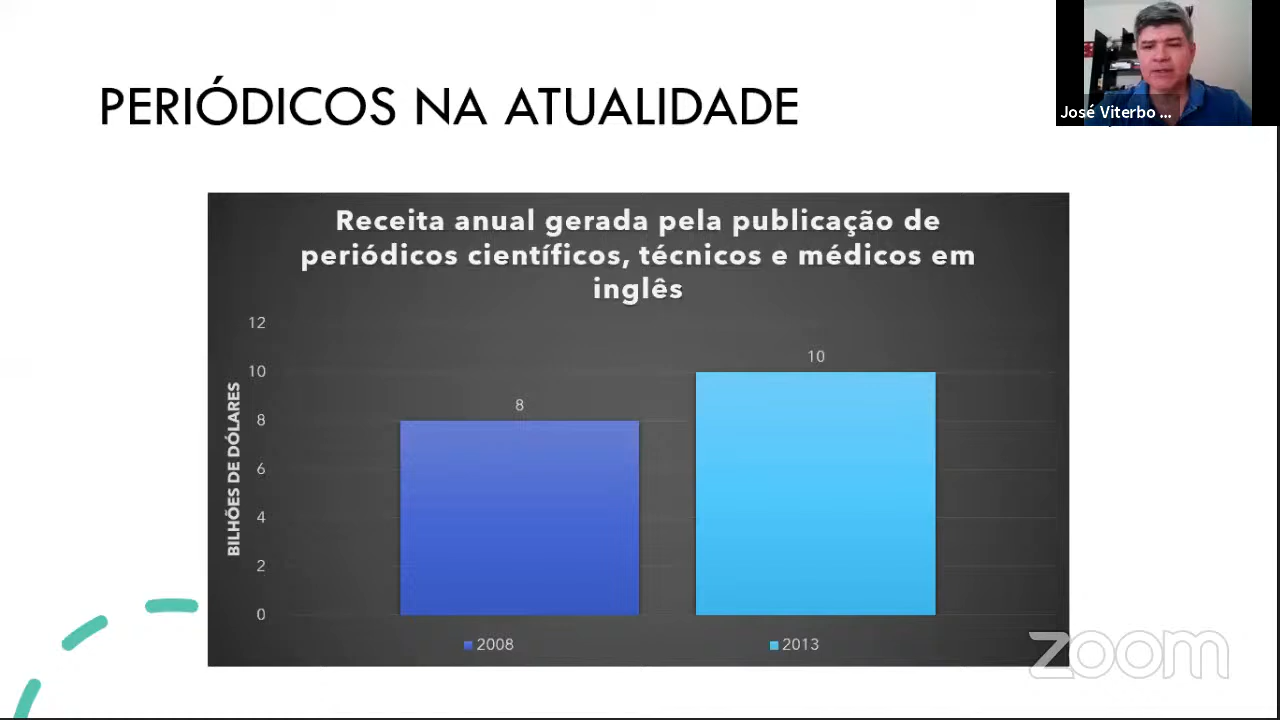 PERIÓDICOS NA ATUALIDADE
José Viterbo ...
Receita anual gerada pela publicação de
periódicos científicos, técnicos e médicos em
inglês
BILHÕES DE DÓLARES
12
10
8
6
4
2
0
8
10
2008
2013
zoom